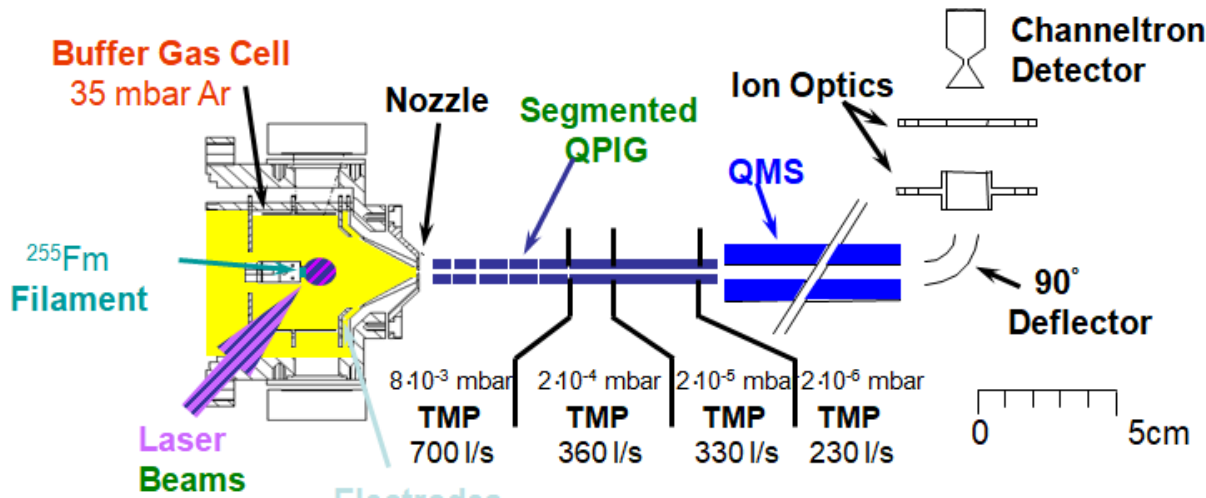 Buffer Gas Cell
35 mbar Ar
Nozzle
Segmented
QPIG
QMS
Ion Optics
Channeltron
Detector
²⁵⁵Fm
Filament
90°
Deflector
Laser
Beams
Electrodes
8·10⁻³ mbar
TMP
700 l/s
2·10⁻⁴ mbar
TMP
360 l/s
2·10⁻⁵ mbar
TMP
330 l/s
2·10⁻⁶ mbar
TMP
230 l/s
0
5cm